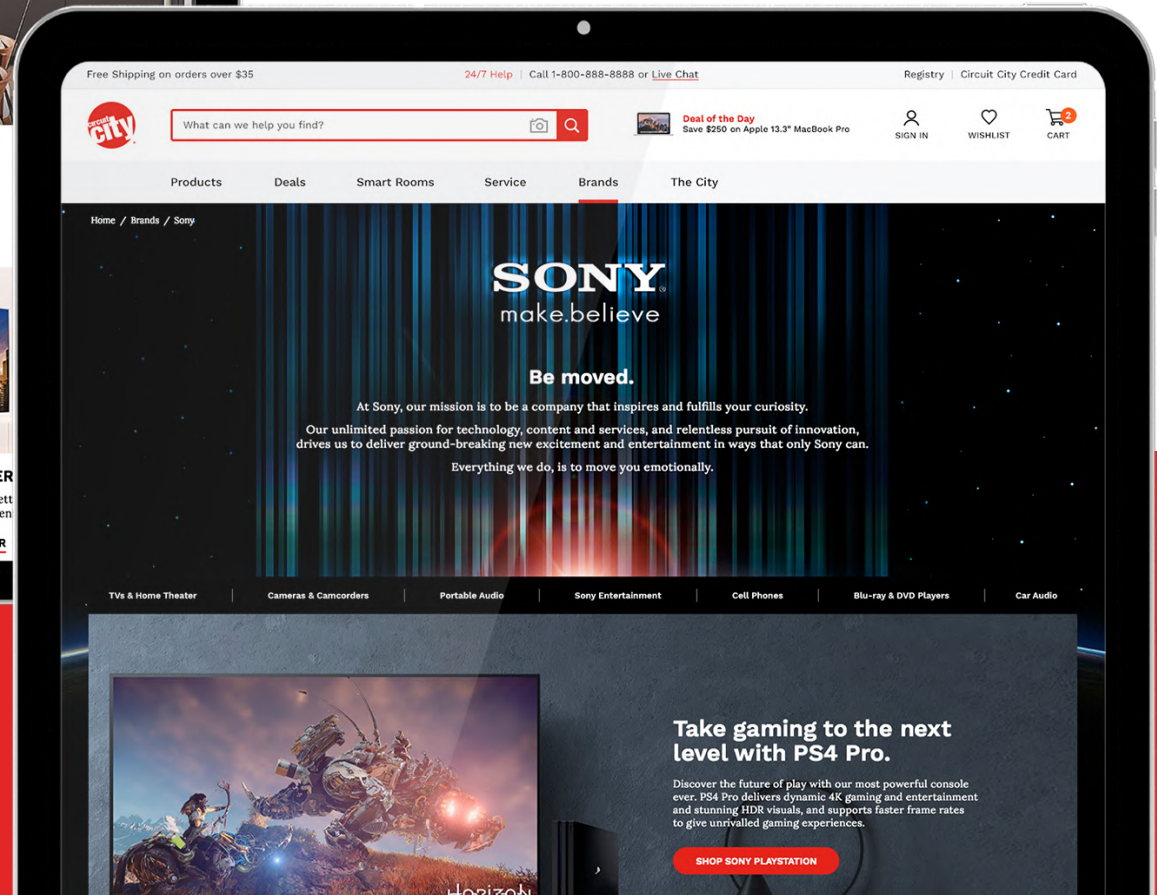 Free Shipping on orders over $35
24/7 Help | Call 1-800-888-8888 or Live Chat
Registry | Circuit City Credit Card
circuit city
What can we help you find?
Deal of the Day
Save $250 on Apple 13.3" MacBook Pro
SIGN IN
WISHLIST
2
CART
Products
Deals
Smart Rooms
Service
Brands
The City
Home / Brands / Sony
SONY®
make.believe
Be moved.
At Sony, our mission is to be a company that inspires and fulfills your curiosity.
Our unlimited passion for technology, content and services, and relentless pursuit of innovation,
drives us to deliver ground-breaking new excitement and entertainment in ways that only Sony can.
Everything we do, is to move you emotionally.
TVs & Home Theater | Cameras & Camcorders | Portable Audio | Sony Entertainment | Cell Phones | Blu-ray & DVD Players | Car Audio
Take gaming to the next
level with PS4 Pro.
Discover the future of play with our most powerful console
ever. PS4 Pro delivers dynamic 4K gaming and entertainment
and stunning HDR visuals, and supports faster frame rates
to give unrivalled gaming experiences.
SHOP SONY PLAYSTATION
Horizon